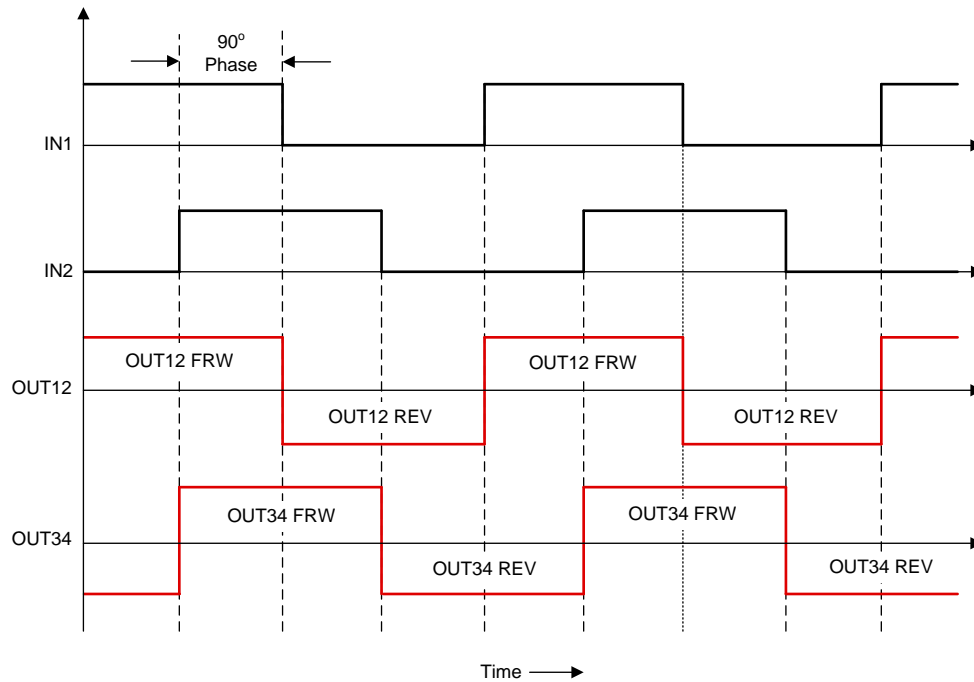 90o
Phase
IN1
IN2
OUT12 FRW
OUT12 FRW
OUT12
OUT12 REV
OUT12 REV
OUT34 FRW
OUT34 FRW
OUT34
OUT34 REV
OUT34 REV
Time